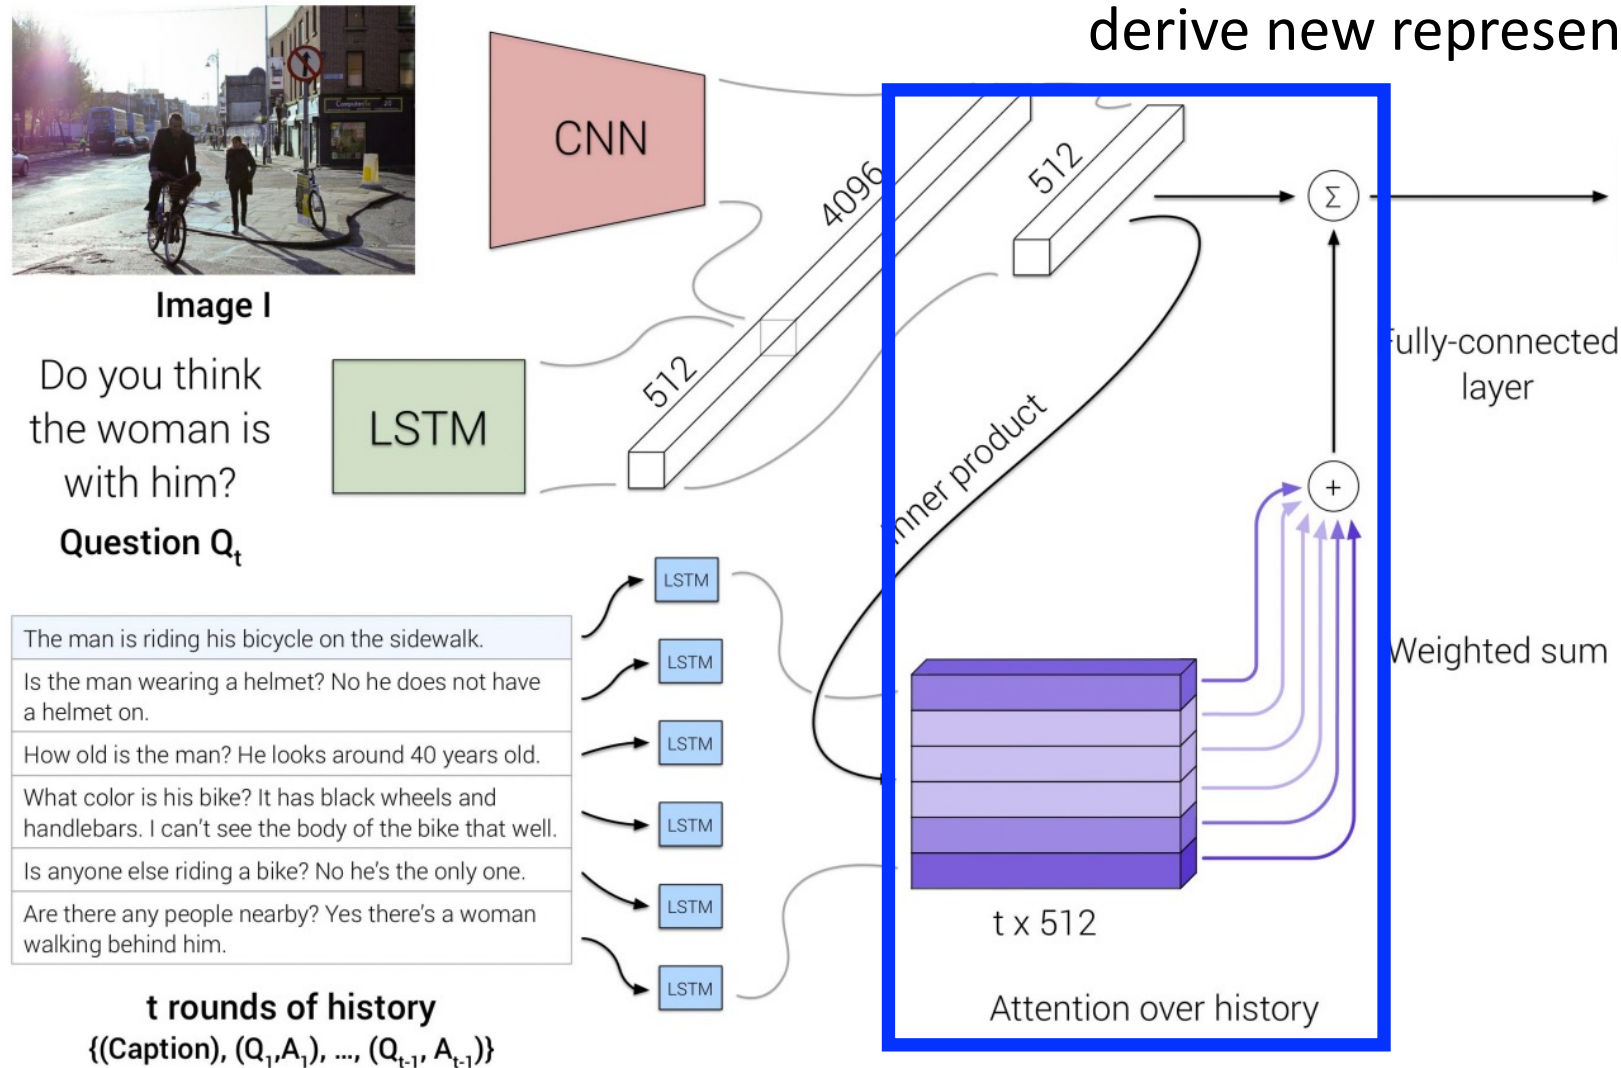 derive new represen
CNN
4096
512
Σ
Image I
Do you think
the woman is
with him?
Question Qt
LSTM
512
inner product
Fully-connected
layer
+
Weighted sum
LSTM
LSTM
LSTM
LSTM
LSTM
LSTM
The man is riding his bicycle on the sidewalk.
Is the man wearing a helmet? No he does not have
a helmet on.
How old is the man? He looks around 40 years old.
What color is his bike? It has black wheels and
handlebars. I can't see the body of the bike that well.
Is anyone else riding a bike? No he's the only one.
Are there any people nearby? Yes there's a woman
walking behind him.
t x 512
Attention over history
t rounds of history
{(Caption), (Q1,A1), ..., (Qt-1, At-1)}